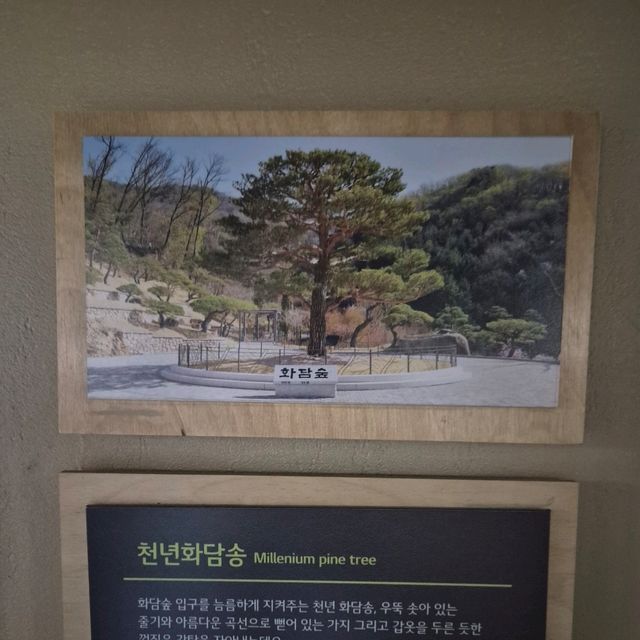 화담숲
천년화담송 Millenium pine tree
화담숲 입구를 늠름하게 지켜주는 천년 화담송, 우뚝 솟아 있는
줄기와 아름다운 곡선으로 뻗어 있는 가지 그리고 갑옷을 두른 듯한